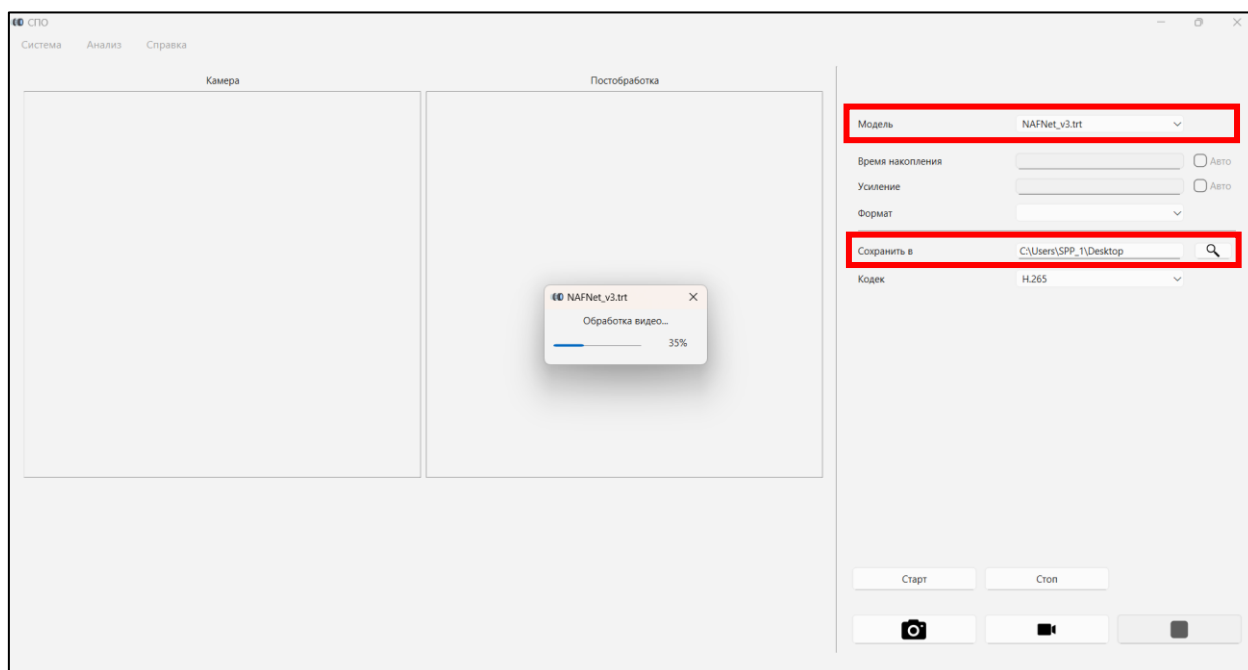 СПО
Система Анализ Справка
Камера Постобработка
Модель NAFNet_v3.trt
Время накопления Авто
Усиление Авто
Формат
Сохранить в C:\Users\SPP_1\Desktop
Кодек H.265
NAFNet_v3.trt
Обработка видео...
35%
Старт Стоп